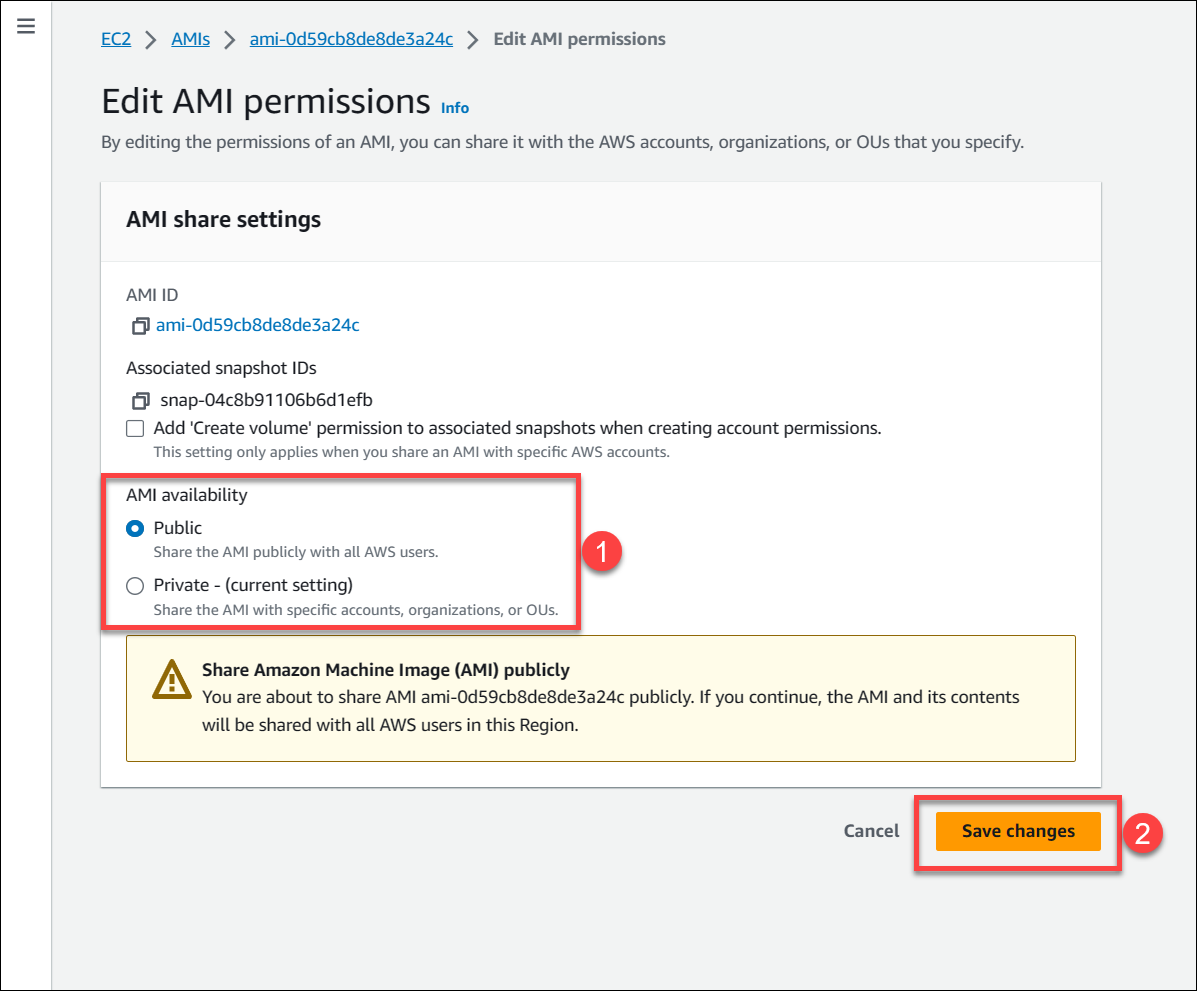 EC2 > AMIs > ami-0d59cb8de8de3a24c > Edit AMI permissions
Edit AMI permissions Info
By editing the permissions of an AMI, you can share it with the AWS accounts, organizations, or OUs that you specify.
AMI share settings
AMI ID
ami-0d59cb8de8de3a24c
Associated snapshot IDs
snap-04c8b91106b6d1efb
Add 'Create volume' permission to associated snapshots when creating account permissions.
This setting only applies when you share an AMI with specific AWS accounts.
AMI availability
Public
Share the AMI publicly with all AWS users.
1
Private - (current setting)
Share the AMI with specific accounts, organizations, or OUs.
Share Amazon Machine Image (AMI) publicly
You are about to share AMI ami-0d59cb8de8de3a24c publicly. If you continue, the AMI and its contents
will be shared with all AWS users in this Region.
Cancel Save changes 2